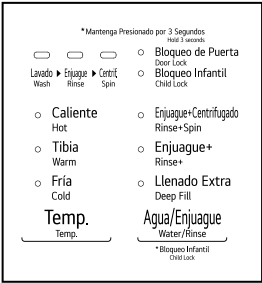 *Mantenga Presionado por 3 Segundos
Hold 3 seconds
Bloqueo de Puerta
Door Lock
Lavado ▶ Enjuague ▶ Centrif.
Wash Rinse Spin
Bloqueo Infantil
Child Lock
Caliente
Hot
Enjuague+Centrifugado
Rinse+Spin
Tibia
Warm
Enjuague+
Rinse+
Fría
Cold
Llenado Extra
Deep Fill
Temp.
Temp.
Agua/Enjuague
Water/Rinse
*Bloqueo Infantil
Child Lock